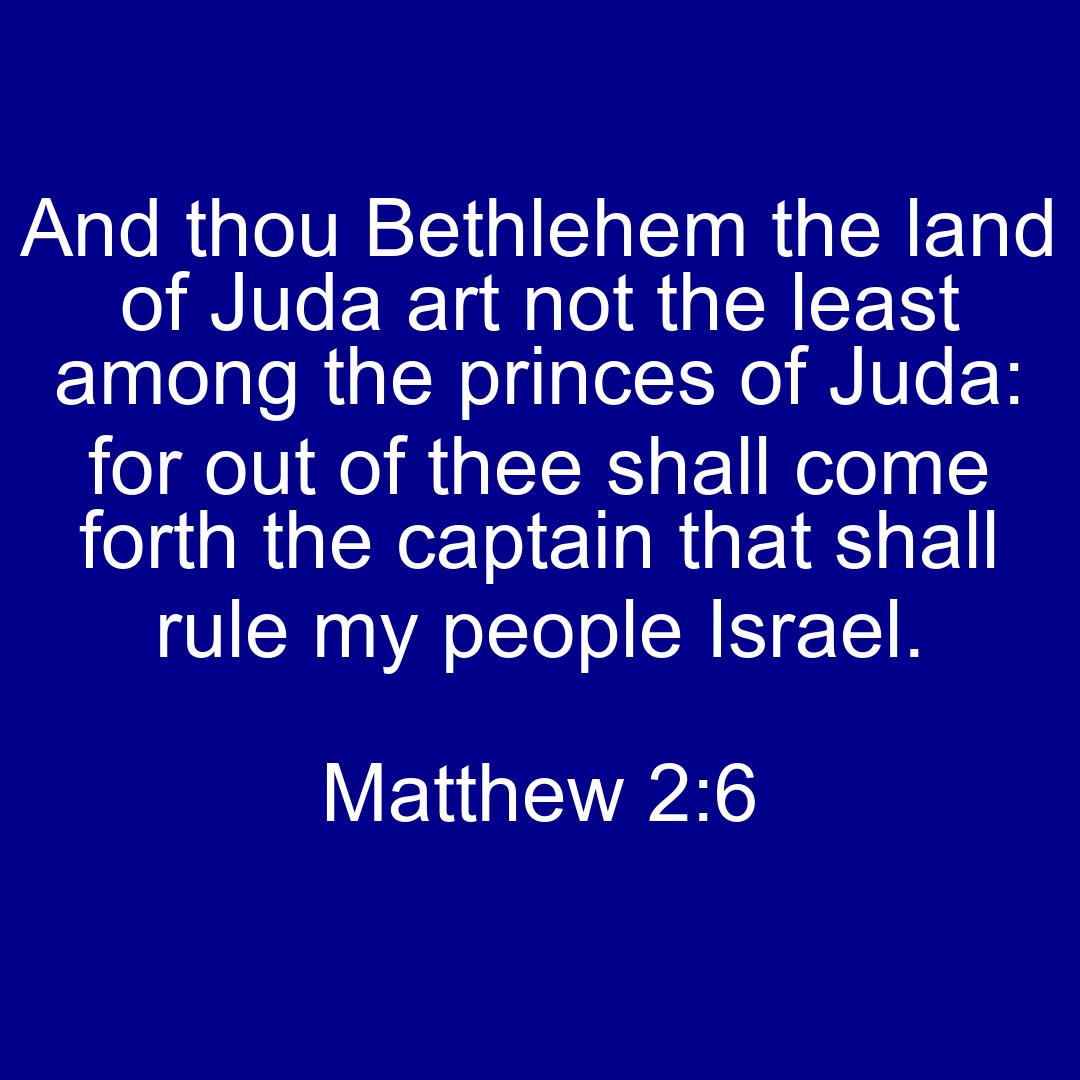 And thou Bethlehem the land
of Juda art not the least
among the princes of Juda:
for out of thee shall come
forth the captain that shall
rule my people Israel.
Matthew 2:6